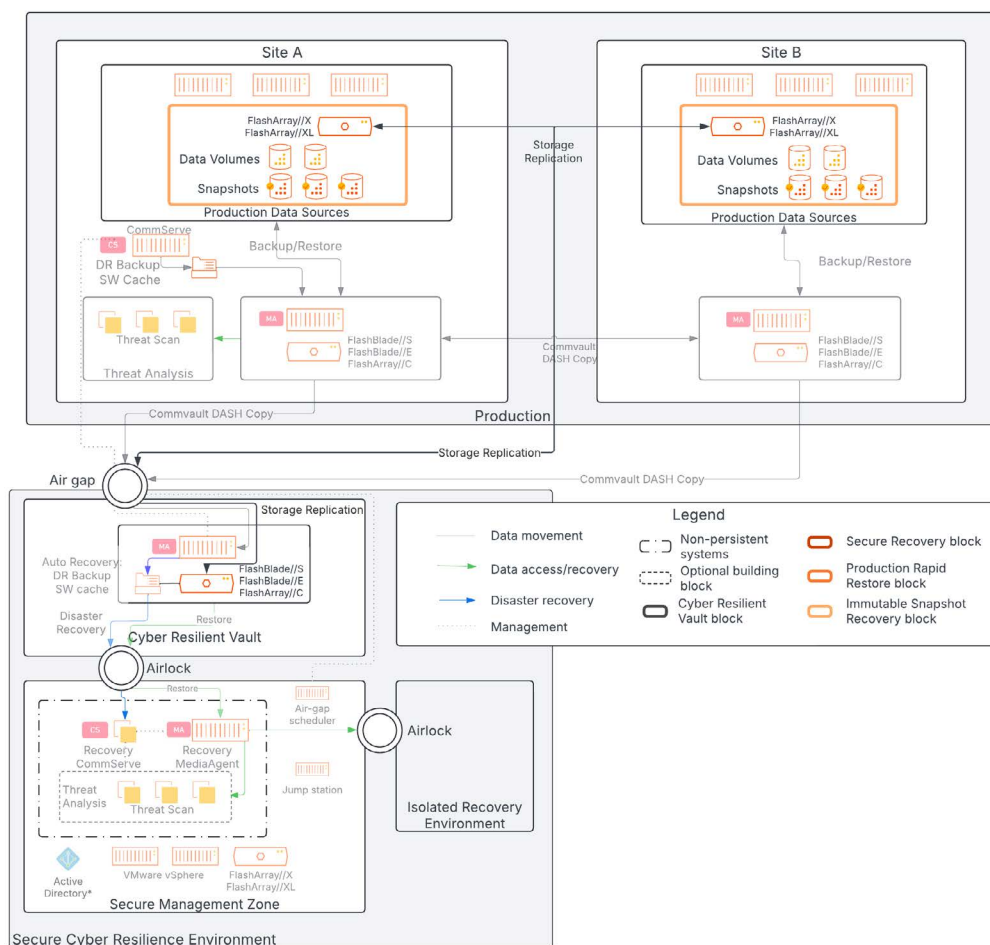 Site A
FlashArray//X
FlashArray//XL
Data Volumes
Snapshots
Production Data Sources
CommServe
CS
DR Backup
SW Cache
Backup/Restore
Threat Scan
Threat Analysis
MA
FlashBlade//S
FlashBlade//E
FlashArray//C
Storage
Replication
Site B
FlashArray//X
FlashArray//XL
Data Volumes
Snapshots
Production Data Sources
Backup/Restore
MA
FlashBlade//S
FlashBlade//E
FlashArray//C
Commvault
DASH Copy
Commvault DASH Copy
Production
Storage Replication
Commvault DASH Copy
Air gap
Storage Replication
MA
Auto Recovery:
DR Backup
SW cache
FlashBlade//S
FlashBlade//E
FlashArray//C
Disaster
Recovery
Restore
Cyber Resilient Vault
Airlock
Restore
CS
Recovery
CommServe
MA
Recovery
MediaAgent
Air-gap
scheduler
Jump station
Threat
Analysis
Threat Scan
Active
Directory*
VMware vSphere
FlashArray//X
FlashArray//XL
Secure Management Zone
Airlock
Isolated Recovery
Environment
Secure Cyber Resilience Environment
Legend
Data movement
Data access/recovery
Disaster recovery
Management
Non-persistent
systems
Optional building
block
Cyber Resilient
Vault block
Secure Recovery block
Production Rapid
Restore block
Immutable Snapshot
Recovery block